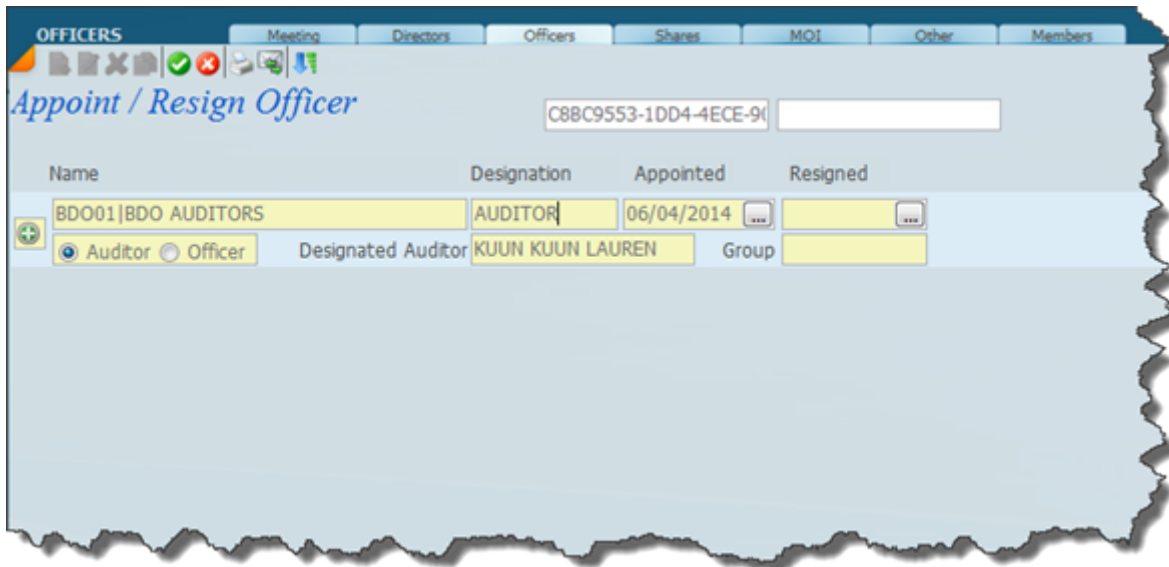 OFFICERS Meeting Directors Officers Shares MOI Other Members
Appoint / Resign Officer
C8BC9553-1DD4-4ECE-9(
Name Designation Appointed Resigned
BDO01|BDO AUDITORS AUDITOR 06/04/2014 ... ...
Auditor Officer Designated Auditor KUUN KUUN LAUREN Group